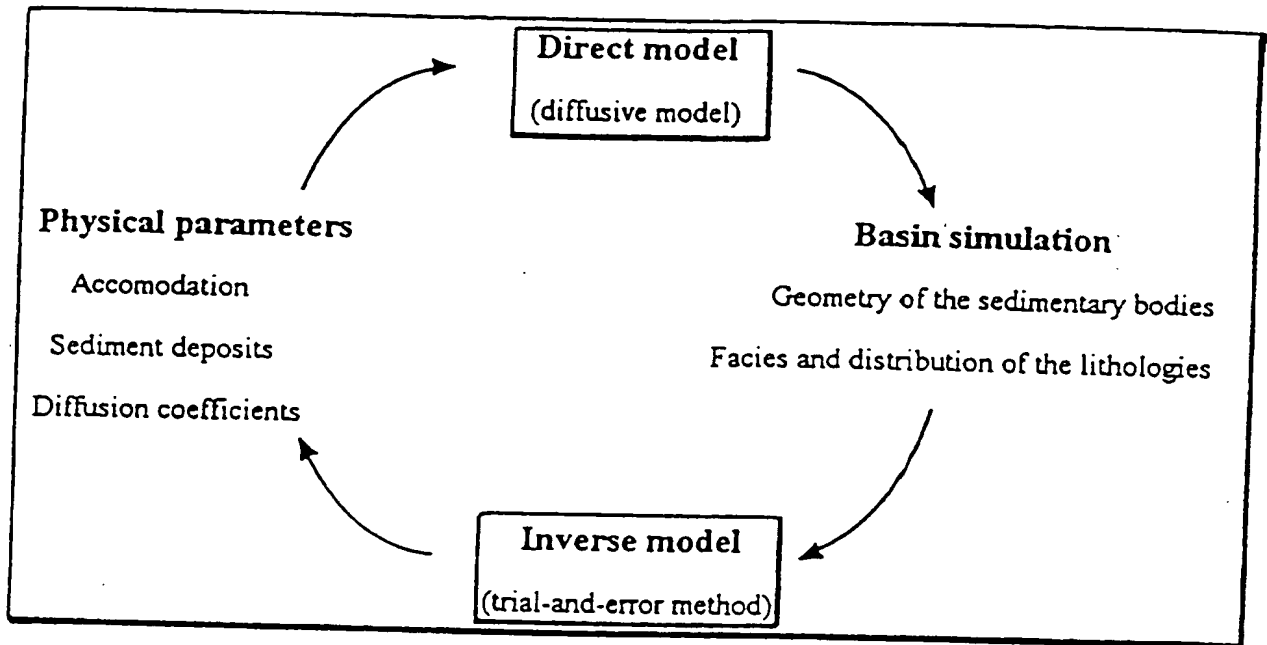 Direct model
(diffusive model)
Physical parameters
Accomodation
Sediment deposits
Diffusion coefficients
Basin simulation
Geometry of the sedimentary bodies
Facies and distribution of the lithologies
Inverse model
(trial-and-error method)